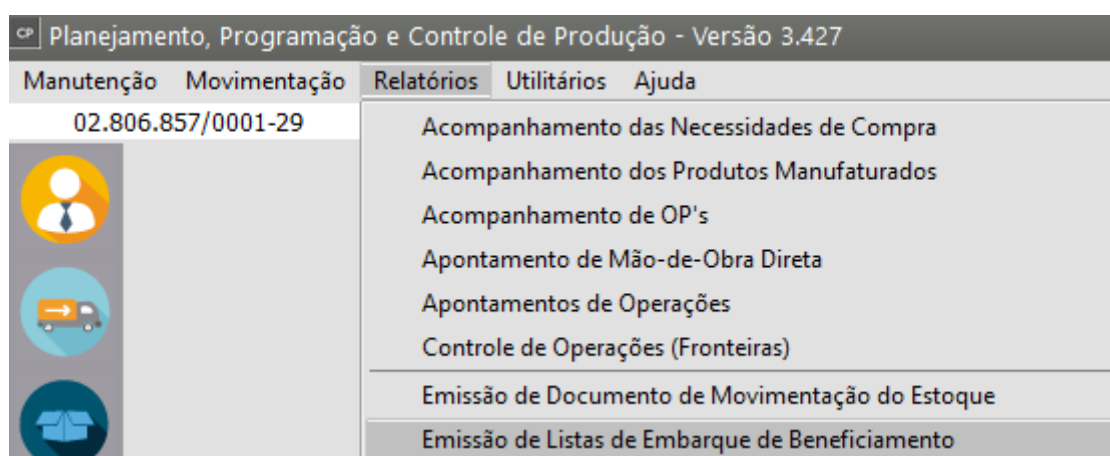 CP Planejamento, Programação e Controle de Produção - Versão 3.427
Manutenção Movimentação Relatórios Utilitários Ajuda
02.806.857/0001-29
Acompanhamento das Necessidades de Compra
Acompanhamento dos Produtos Manufaturados
Acompanhamento de OP's
Apontamento de Mão-de-Obra Direta
Apontamentos de Operações
Controle de Operações (Fronteiras)
Emissão de Documento de Movimentação do Estoque
Emissão de Listas de Embarque de Beneficiamento